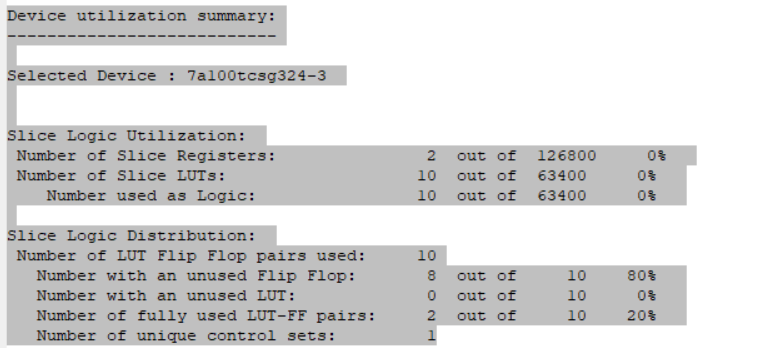 Device utilization summary:
---------------------------
Selected Device : 7a100tcsg324-3
Slice Logic Utilization:
Number of Slice Registers: 2 out of 126800 0%
Number of Slice LUTs: 10 out of 63400 0%
Number used as Logic: 10 out of 63400 0%
Slice Logic Distribution:
Number of LUT Flip Flop pairs used: 10
Number with an unused Flip Flop: 8 out of 10 80%
Number with an unused LUT: 0 out of 10 0%
Number of fully used LUT-FF pairs: 2 out of 10 20%
Number of unique control sets: 1